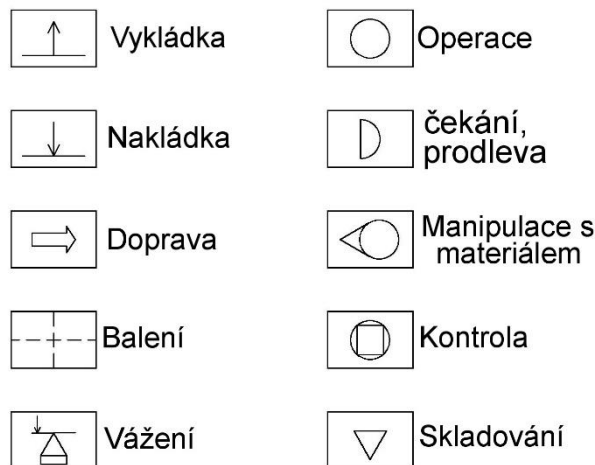 Vykládka
Operace
Nakládka
čekání,
prodleva
Doprava
Manipulace s
materiálem
Balení
Kontrola
Vážení
Skladování